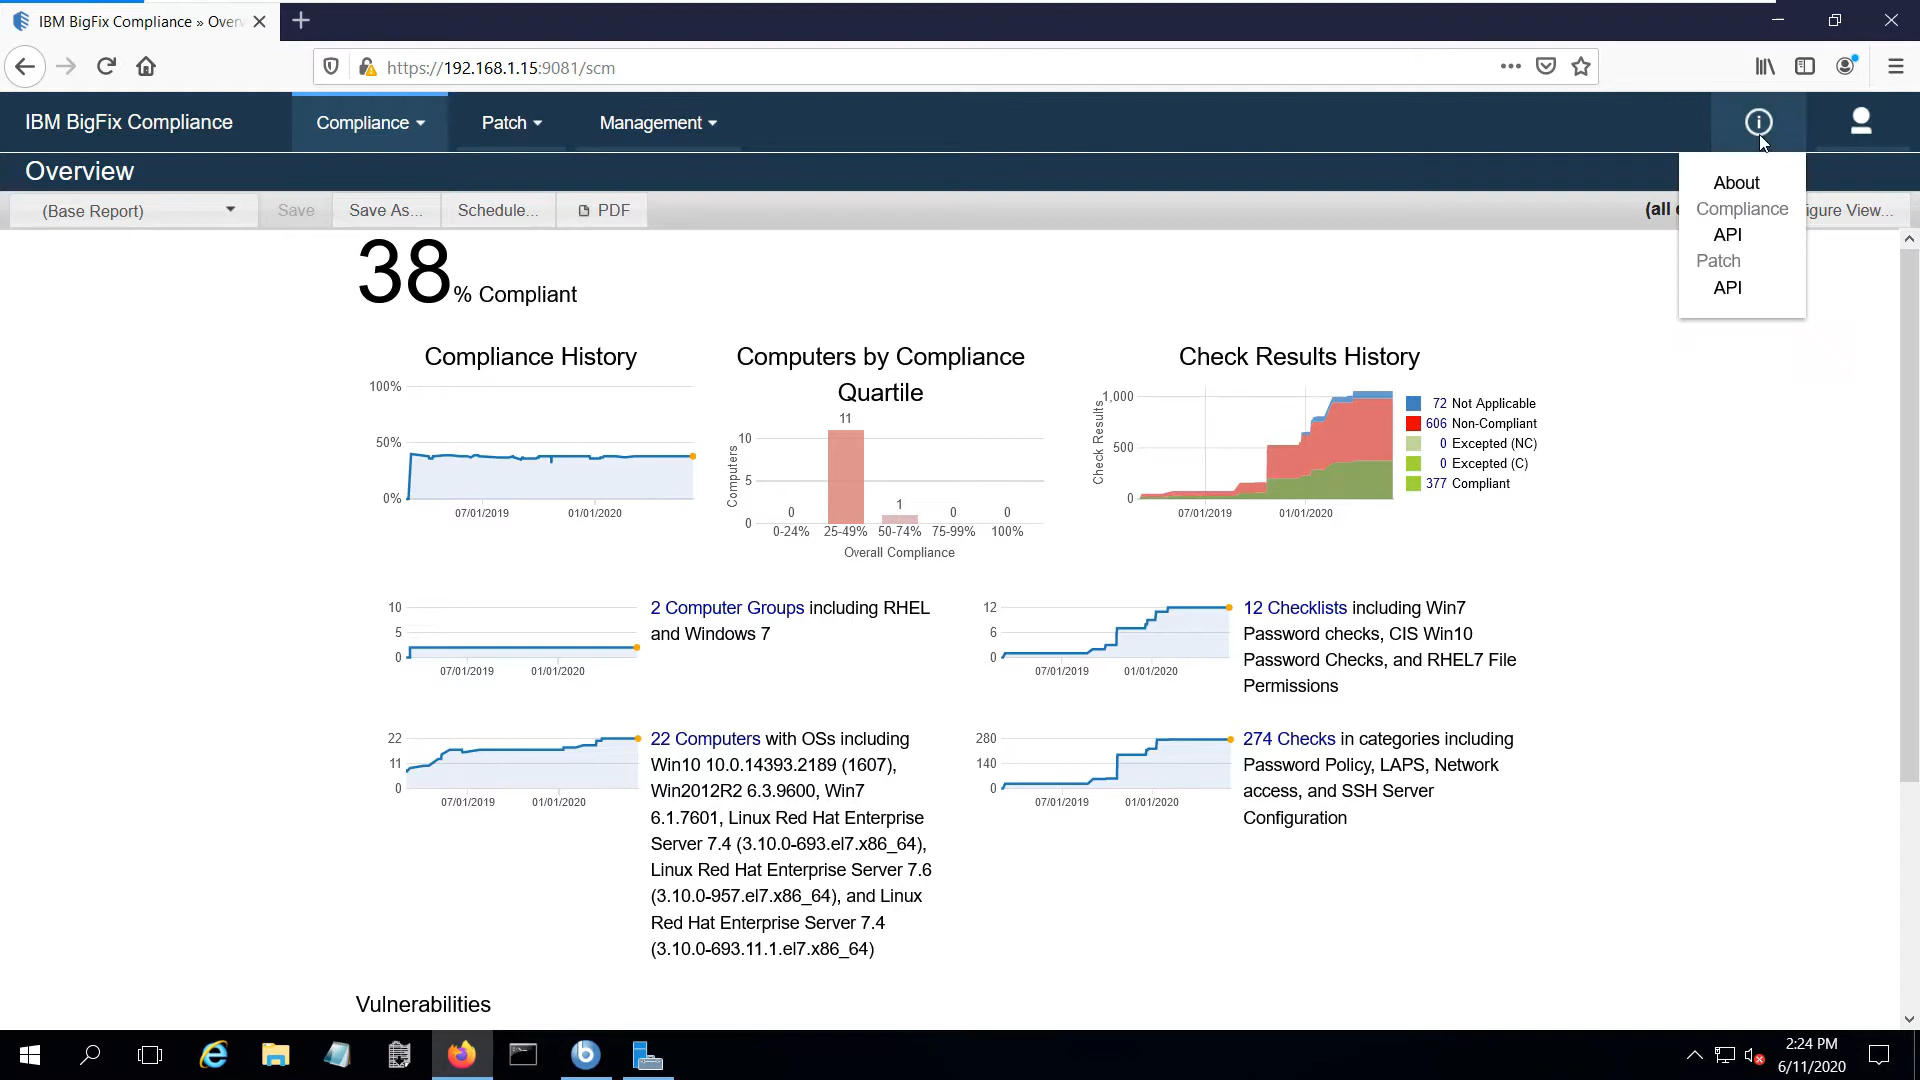 IBM BigFix Compliance » Over
https://192.168.1.15:9081/scm
IBM BigFix Compliance
Compliance
Patch
Management
Overview
(Base Report)
Save
Save As...
Schedule...
PDF
(all
igure View...
About
Compliance
API
Patch
API
38
% Compliant
Compliance History
100%
50%
0%
07/01/2019
01/01/2020
Computers by Compliance
Quartile
Computers
10
5
0
0
11
1
0
0
0-24%
25-49%
50-74%
75-99%
100%
Overall Compliance
Check Results History
Check Results
1,000
500
0
07/01/2019
01/01/2020
72 Not Applicable
606 Non-Compliant
0 Excepted (NC)
0 Excepted (C)
377 Compliant
10
5
0
07/01/2019
01/01/2020
2 Computer Groups including RHEL
and Windows 7
12
6
0
07/01/2019
01/01/2020
12 Checklists including Win7
Password checks, CIS Win10
Password Checks, and RHEL7 File
Permissions
22
11
0
07/01/2019
01/01/2020
22 Computers with OSs including
Win10 10.0.14393.2189 (1607),
Win2012R2 6.3.9600, Win7
6.1.7601, Linux Red Hat Enterprise
Server 7.4 (3.10.0-693.el7.x86_64),
Linux Red Hat Enterprise Server 7.6
(3.10.0-957.el7.x86_64), and Linux
Red Hat Enterprise Server 7.4
(3.10.0-693.11.1.el7.x86_64)
280
140
0
07/01/2019
01/01/2020
274 Checks in categories including
Password Policy, LAPS, Network
access, and SSH Server
Configuration
Vulnerabilities
2:24 PM
6/11/2020